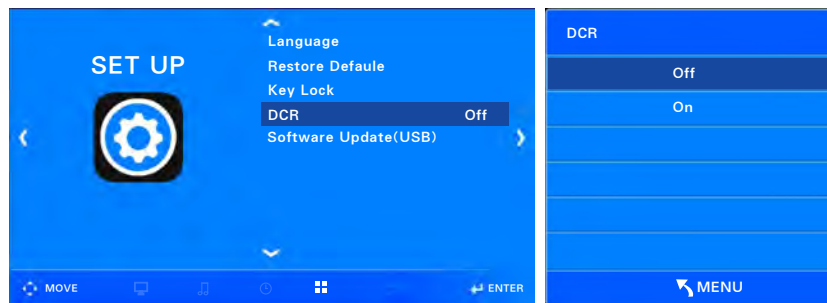 SET UP
Language
Restore Defaule
Key Lock
DCR Off
Software Update(USB)
MOVE
ENTER
DCR
Off
On
MENU